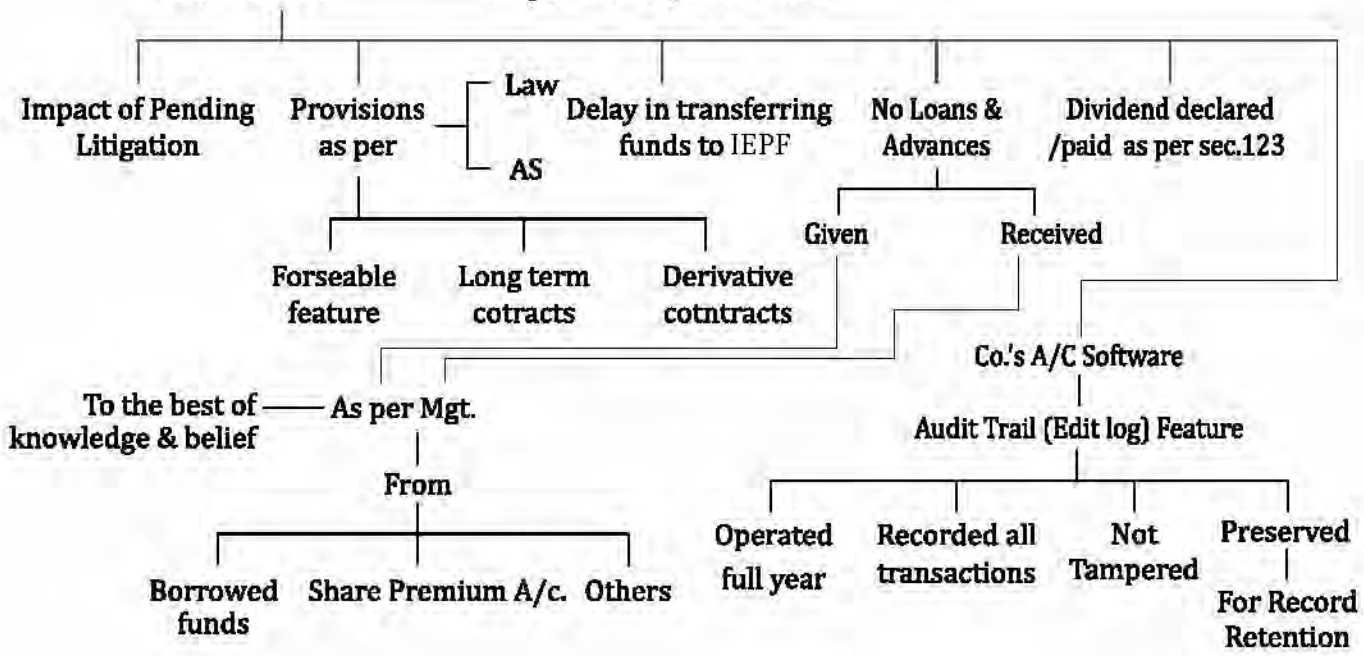 Impact of Pending
Litigation
Provisions
as per
Law
AS
Delay in transferring
funds to IEPF
No Loans &
Advances
Dividend declared
/paid as per sec.123
Given
Received
Forseable
feature
Long term
cotracts
Derivative
cotntracts
Co.'s A/C Software
To the best of
knowledge & belief
As per Mgt.
Audit Trail (Edit log) Feature
From
Borrowed
funds
Share Premium A/c.
Others
Operated
full year
Recorded all
transactions
Not
Tampered
Preserved
For Record
Retention